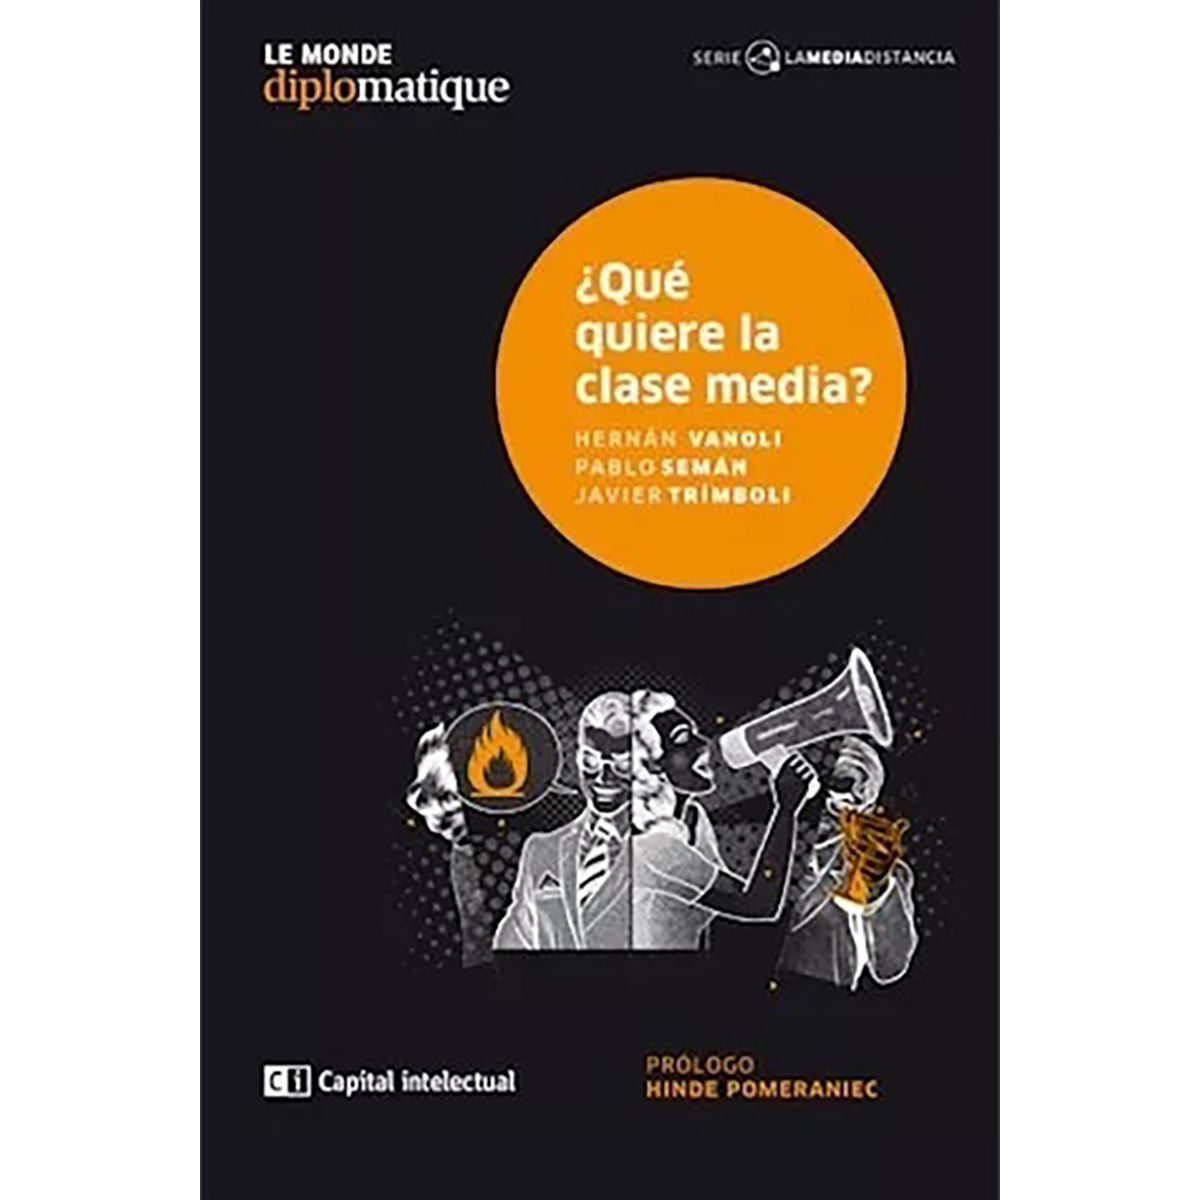 LE MONDE
diplomatique
SERIE LAMEDIADISTANCIA
¿Qué
quiere la
clase media?
HERNÁN VANOLI
PABLO SEMÁN
JAVIER TRÍMBOLI
Ci Capital intelectual
PRÓLOGO
HINDE POMERANIEC